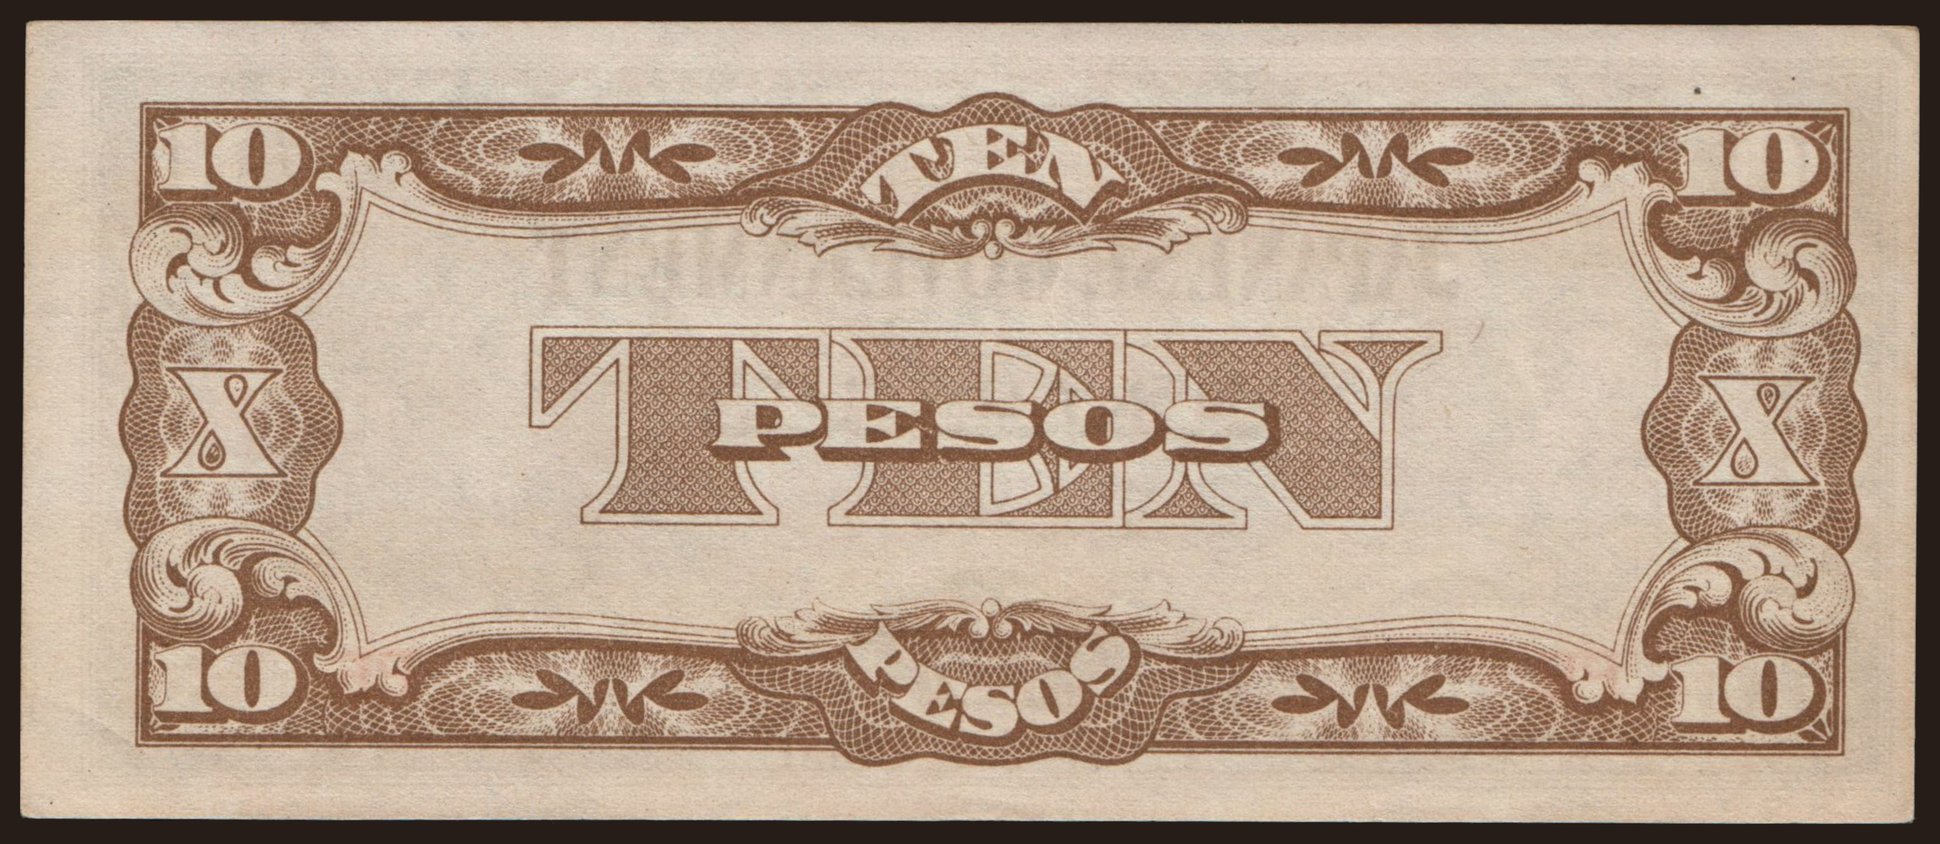 10 TEN 10
X X
TEN
PESOS
10 PESOS 10